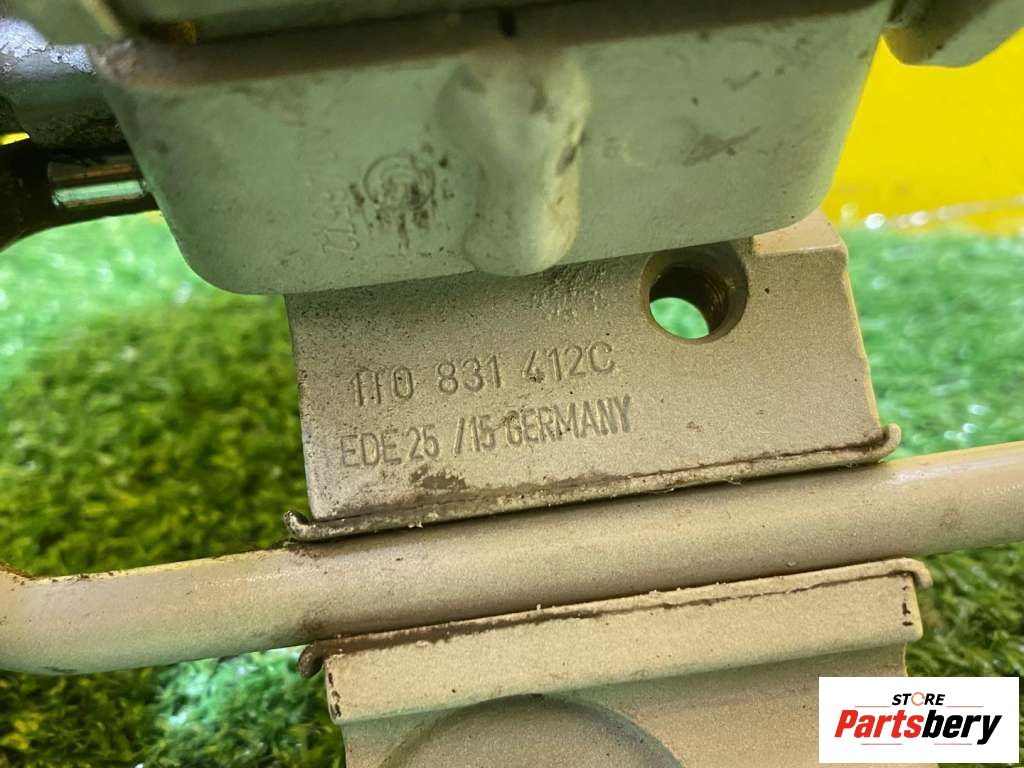 1T0 831 412C
EDE 25 /15 GERMANY
STORE
Partsbery